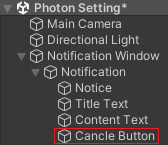 Photon Setting*
Main Camera
Directional Light
Notification Window
Notification
Notice
Title Text
Content Text
Cancle Button